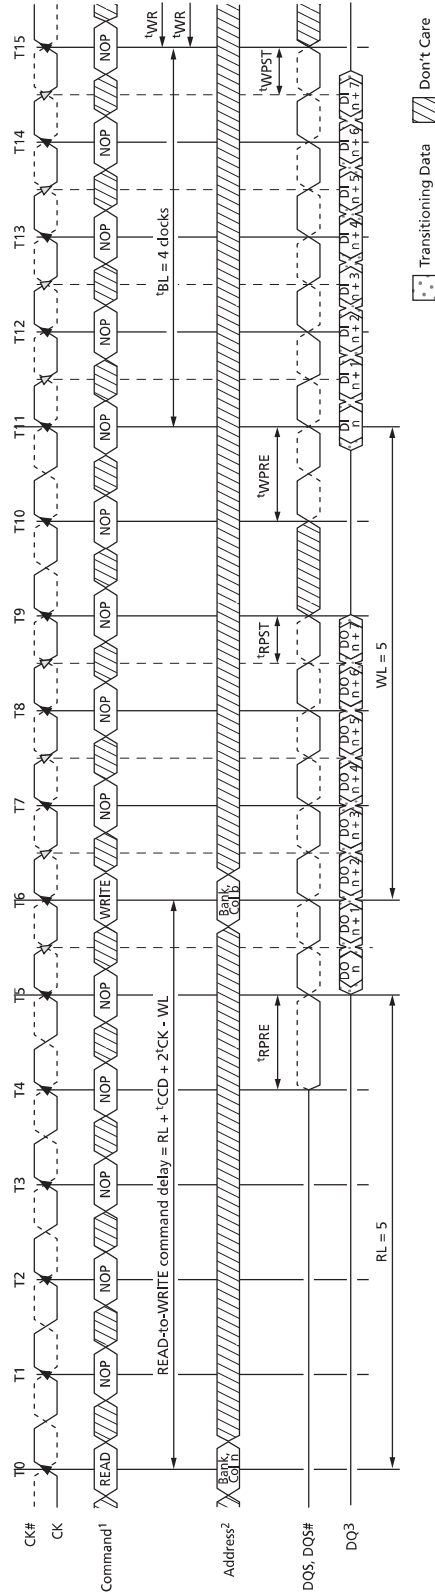 T0 T1 T2 T3 T4 T5 T6 T7 T8 T9 T10 T11 T12 T13 T14 T15
CK#
CK
Command1 READ NOP NOP NOP NOP NOP WRITE NOP NOP NOP NOP NOP NOP NOP NOP NOP
tWR
READ-to-WRITE command delay = RL + tCCD + 2tCK - WL
tBL = 4 clocks
tWR
Address2 Bank, Col n Bank, Col b
tRPRE tRPST tWPRE tWPST
DQS, DQS#
DQ3 DO n DO n + 1 DO n + 2 DO n + 3 DO n + 4 DO n + 5 DO n + 6 DO n + 7 DI n DI n + 1 DI n + 2 DI n + 3 DI n + 4 DI n + 5 DI n + 6 DI n + 7
RL = 5 WL = 5
Transitioning Data Don't Care